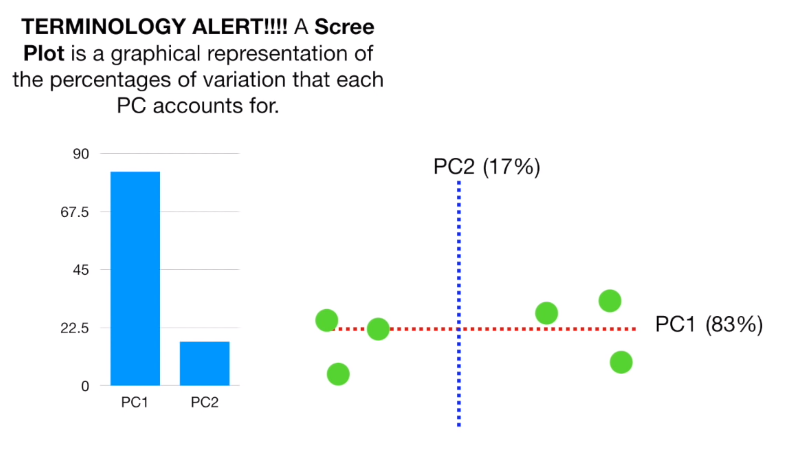 TERMINOLOGY ALERT!!!! A Scree
Plot is a graphical representation of
the percentages of variation that each
PC accounts for.
90
67.5
45
22.5
0
PC1
PC2
PC2 (17%)
PC1 (83%)